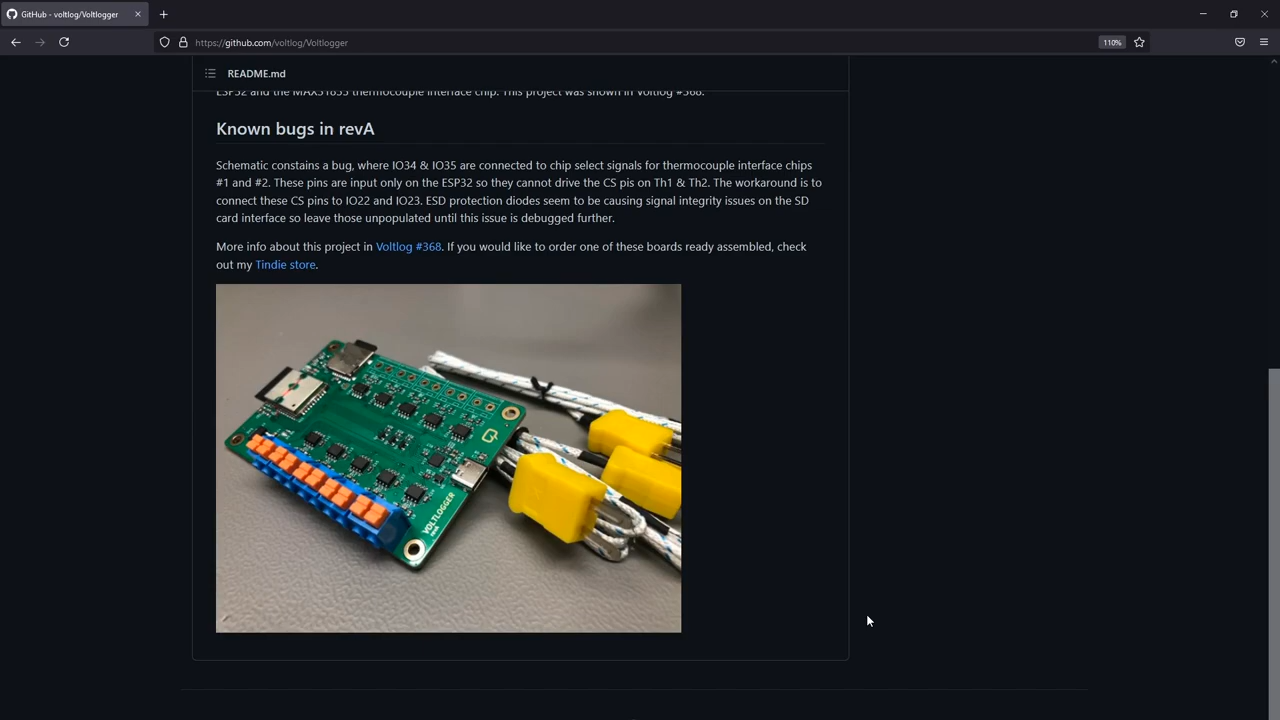 GitHub - voltlog/Voltlogger
https://github.com/voltlog/Voltlogger
110%
README.md
ESP32 and the MAX31855 thermocouple interface chip. This project was shown in Voltlog #368.
Known bugs in revA
Schematic constains a bug, where IO34 & IO35 are connected to chip select signals for thermocouple interface chips
#1 and #2. These pins are input only on the ESP32 so they cannot drive the CS pis on Th1 & Th2. The workaround is to
connect these CS pins to IO22 and IO23. ESD protection diodes seem to be causing signal integrity issues on the SD
card interface so leave those unpopulated until this issue is debugged further.
More info about this project in Voltlog #368. If you would like to order one of these boards ready assembled, check
out my Tindie store.
VOLTLOGGER
revA